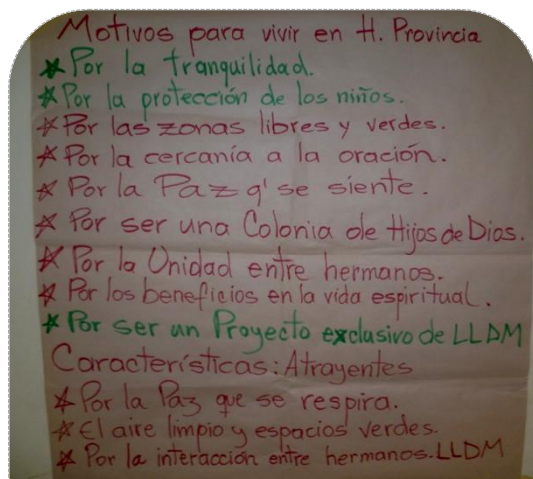 Motivos para vivir en H. Provincia
* Por la tranquilidad.
* Por la protección de los niños.
* Por las zonas libres y verdes.
* Por la cercanía a la oración.
* Por la Paz q' se siente.
* Por ser una Colonia de Hijos de Dios.
* Por la Unidad entre hermanos.
* Por los beneficios en la vida espiritual.
* Por ser un Proyecto exclusivo de LLDM
Características: Atrayentes
* Por la Paz que se respira.
* El aire limpio y espacios verdes.
* Por la interacción entre hermanos. LLDM